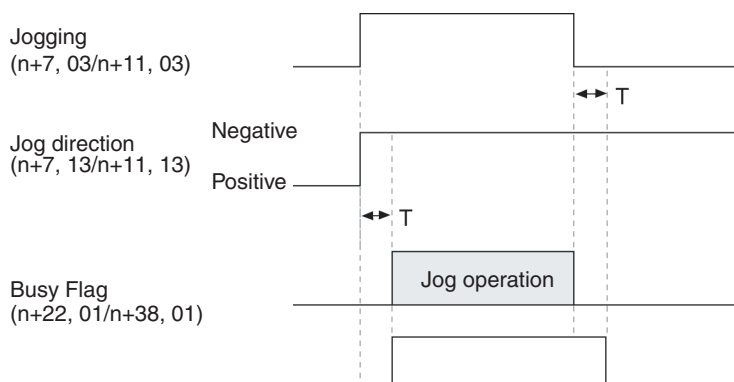 Jogging
(n+7, 03/n+11, 03)
T
Negative
Jog direction
(n+7, 13/n+11, 13)
Positive
T
Jog operation
Busy Flag
(n+22, 01/n+38, 01)